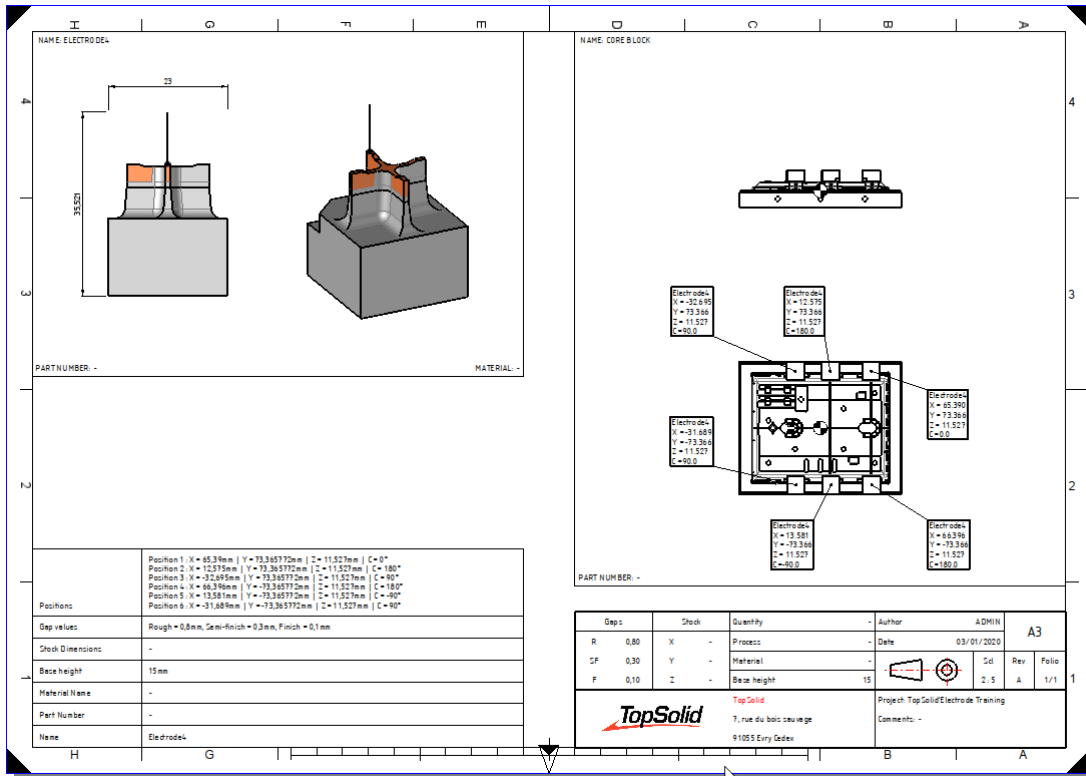 H G F E D C B A
NAME: ELECTRODE4
23
35,521
PART NUMBER: -
MATERIAL: -
NAME: CORE BLOCK
Electrode4
X = -32.695
Y = 73.366
Z = 11.527
C = 90.0
Electrode4
X = 12.575
Y = 73.366
Z = 11.527
C = 180.0
Electrode4
X = 65.390
Y = 73.366
Z = 11.527
C = 0.0
Electrode4
X = -31.689
Y = -73.366
Z = 11.527
C = 90.0
Electrode4
X = 13.581
Y = -73.366
Z = 11.527
C = -90.0
Electrode4
X = 66.396
Y = -73.366
Z = 11.527
C = 180.0
PART NUMBER: -
4
3
2
1
4
3
2
1
Positions
Position 1 : X = 65,39mm | Y = 73,365772mm | Z = 11,527mm | C = 0°
Position 2 : X = 12,575mm | Y = 73,365772mm | Z = 11,527mm | C = 180°
Position 3 : X = -32,695mm | Y = 73,365772mm | Z = 11,527mm | C = 90°
Position 4 : X = 66,396mm | Y = -73,365772mm | Z = 11,527mm | C = 180°
Position 5 : X = 13,581mm | Y = -73,365772mm | Z = 11,527mm | C = -90°
Position 6 : X = -31,689mm | Y = -73,365772mm | Z = 11,527mm | C = 90°
Gap values Rough = 0,8mm, Semi-finish = 0,3mm, Finish = 0,1mm
Stock Dimensions -
Base height 15mm
Material Name -
Part Number -
Name Electrode4
Gaps Stock Quantity - Author ADMIN A3
R 0,80 X - Process - Date 03/01/2020
SF 0,30 Y - Material - Scl Rev Folio
F 0,10 Z - Base height 15 2:5 A 1/1
TopSolid
TopSolid
7, rue du bois sauvage
91055 Evry Cedex
Project: TopSolid'Electrode Training
Comments: -
H G B A